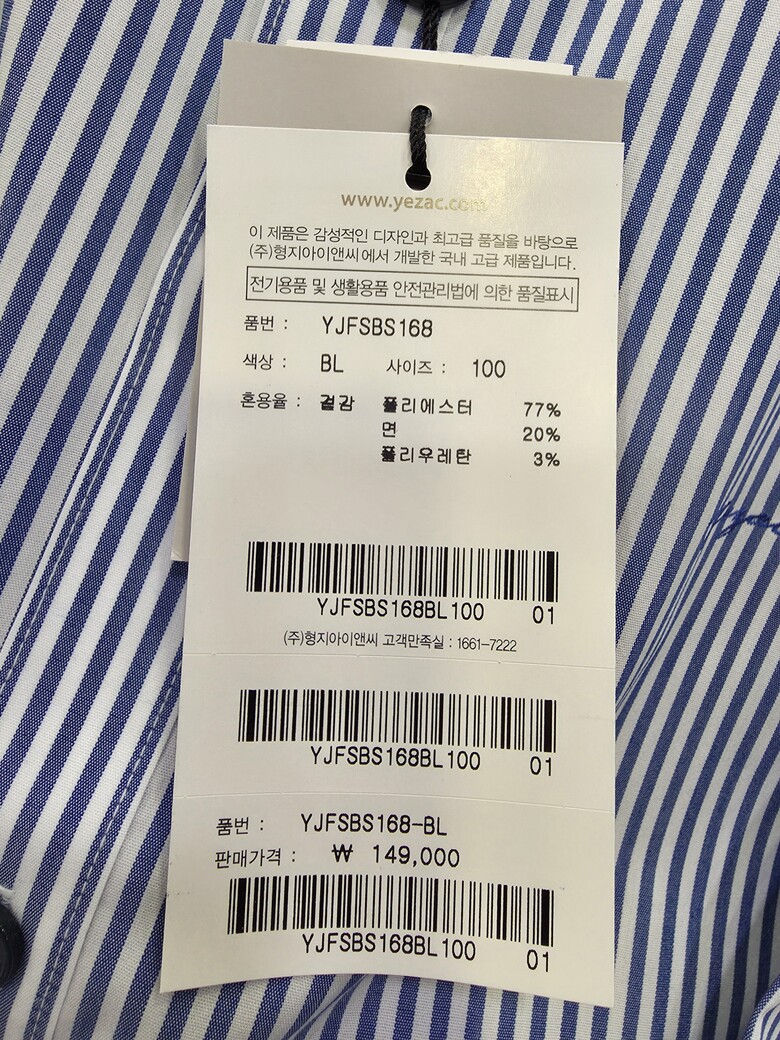 www.yezac.com
이 제품은 감성적인 디자인과 최고급 품질을 바탕으로
(주)형지아이앤씨에서 개발한 국내 고급 제품입니다.
전기용품 및 생활용품 안전관리법에 의한 품질표시
품번 : YJFSBS168
색상 : BL 사이즈 : 100
혼용율 : 겉감 폴리에스터 77%
면 20%
폴리우레탄 3%
YJFSBS168BL100 01
(주)형지아이앤씨 고객만족실 : 1661-7222
YJFSBS168BL100 01
품번 : YJFSBS168-BL
판매가격 : ₩ 149,000
YJFSBS168BL100 01